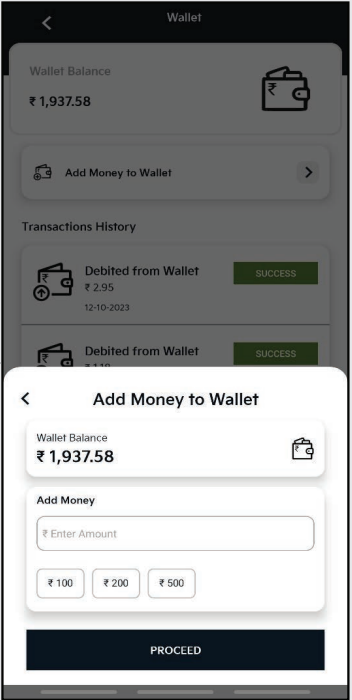 Wallet
Wallet Balance
₹ 1,937.58
Add Money to Wallet
Transactions History
Debited from Wallet
SUCCESS
₹ 2.95
12-10-2023
Debited from Wallet
SUCCESS
Add Money to Wallet
Wallet Balance
₹ 1,937.58
Add Money
₹ Enter Amount
₹ 100 ₹ 200 ₹ 500
PROCEED